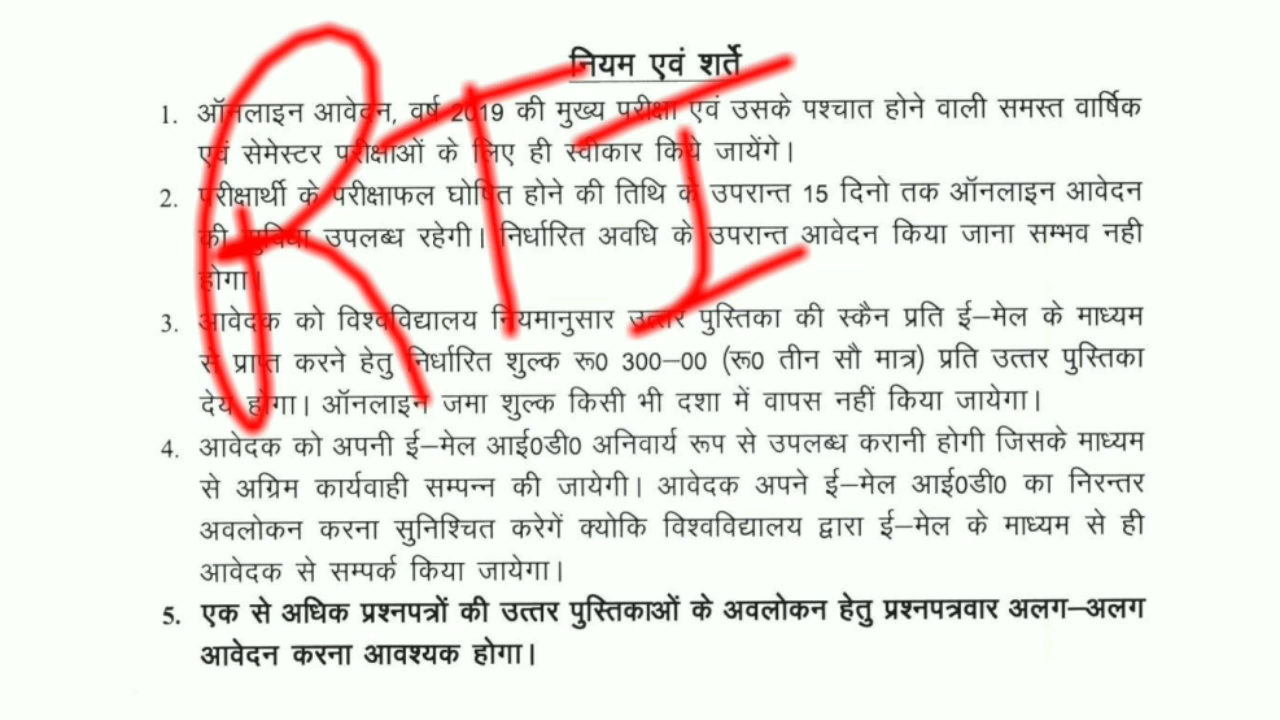 नियम एवं शर्ते
1. ऑनलाइन आवेदन, वर्ष 2019 की मुख्य परीक्षा एवं उसके पश्चात होने वाली समस्त वार्षिक
एवं सेमेस्टर परीक्षाओं के लिए ही स्वीकार किये जायेंगे।
2. परीक्षार्थी के परीक्षाफल घोषित होने की तिथि के उपरान्त 15 दिनो तक ऑनलाइन आवेदन
की सुविधा उपलब्ध रहेगी। निर्धारित अवधि के उपरान्त आवेदन किया जाना सम्भव नही
होगा।
3. आवेदक को विश्वविद्यालय नियमानुसार उत्तर पुस्तिका की स्कैन प्रति ई–मेल के माध्यम
से प्राप्त करने हेतु निर्धारित शुल्क रू0 300–00 (रू0 तीन सौ मात्र) प्रति उत्तर पुस्तिका
देय होगा। ऑनलाइन जमा शुल्क किसी भी दशा में वापस नहीं किया जायेगा।
4. आवेदक को अपनी ई–मेल आई0डी0 अनिवार्य रूप से उपलब्ध करानी होगी जिसके माध्यम
से अग्रिम कार्यवाही सम्पन्न की जायेगी। आवेदक अपने ई–मेल आई0डी0 का निरन्तर
अवलोकन करना सुनिश्चित करेगें क्योकि विश्वविद्यालय द्वारा ई–मेल के माध्यम से ही
आवेदक से सम्पर्क किया जायेगा।
5. एक से अधिक प्रश्नपत्रों की उत्तर पुस्तिकाओं के अवलोकन हेतु प्रश्नपत्रवार अलग–अलग
आवेदन करना आवश्यक होगा।
RTI